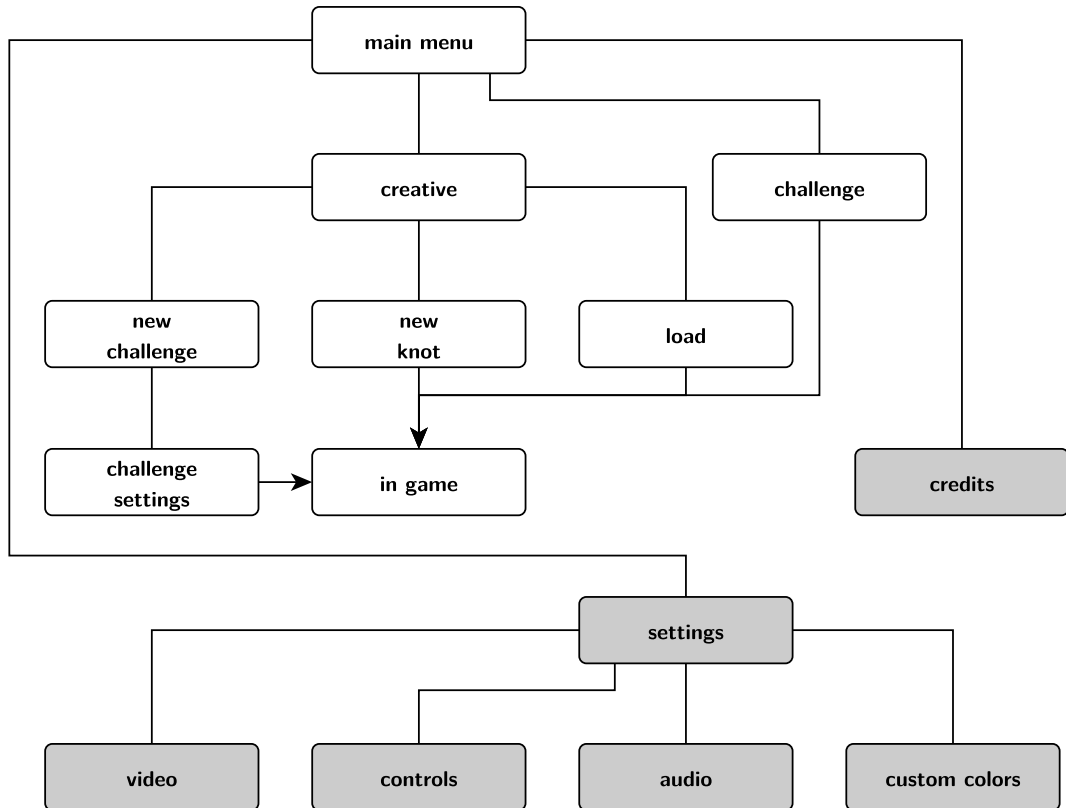 main menu
creative
challenge
new
challenge
new
knot
load
challenge
settings
in game
credits
settings
video
controls
audio
custom colors